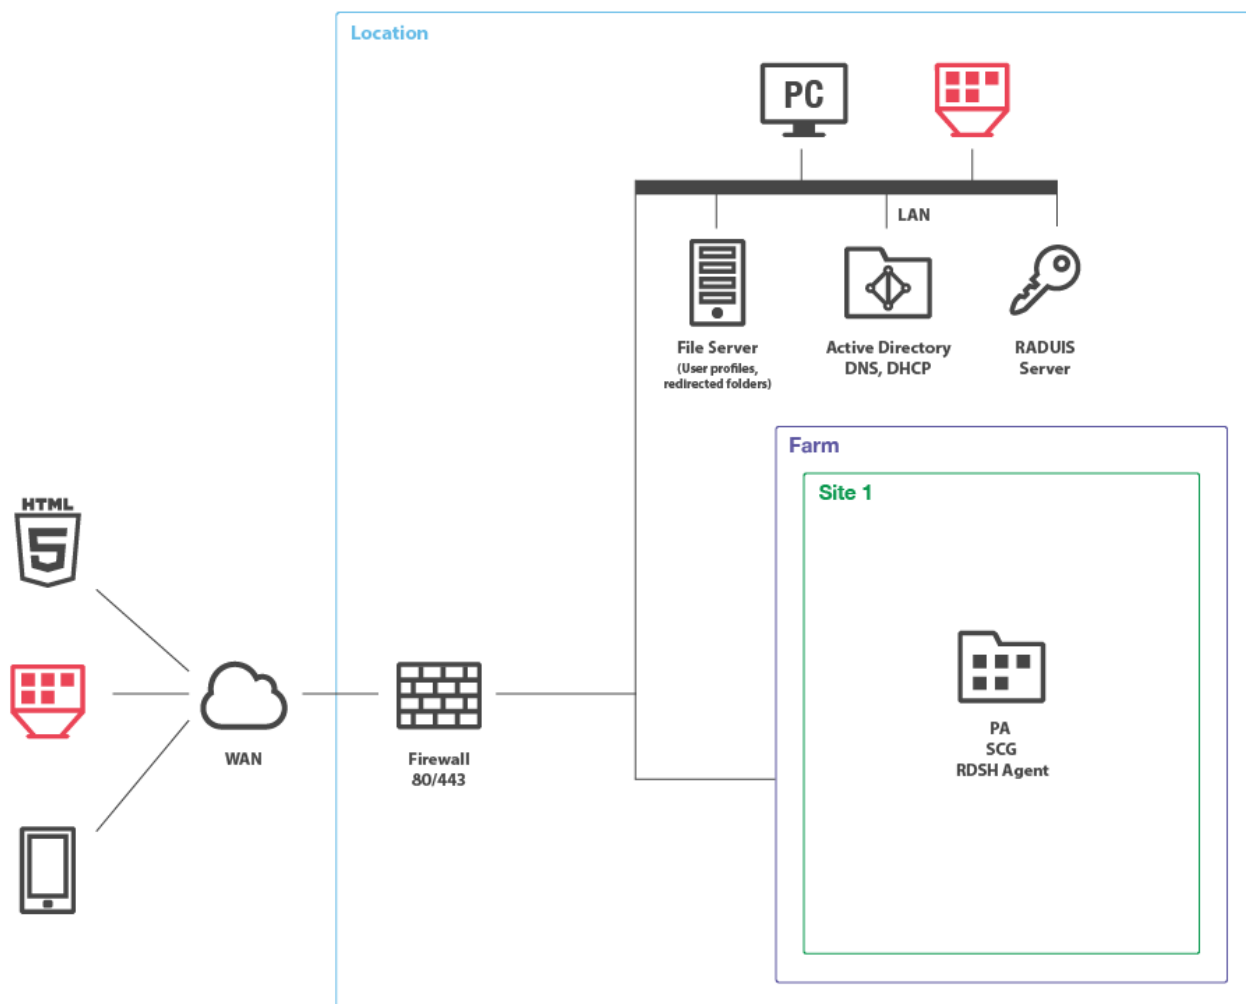 Location
PC
LAN
File Server
(User profiles,
redirected folders)
Active Directory
DNS, DHCP
RADUIS
Server
Farm
Site 1
HTML
5
WAN
Firewall
80/443
PA
SCG
RDSH Agent